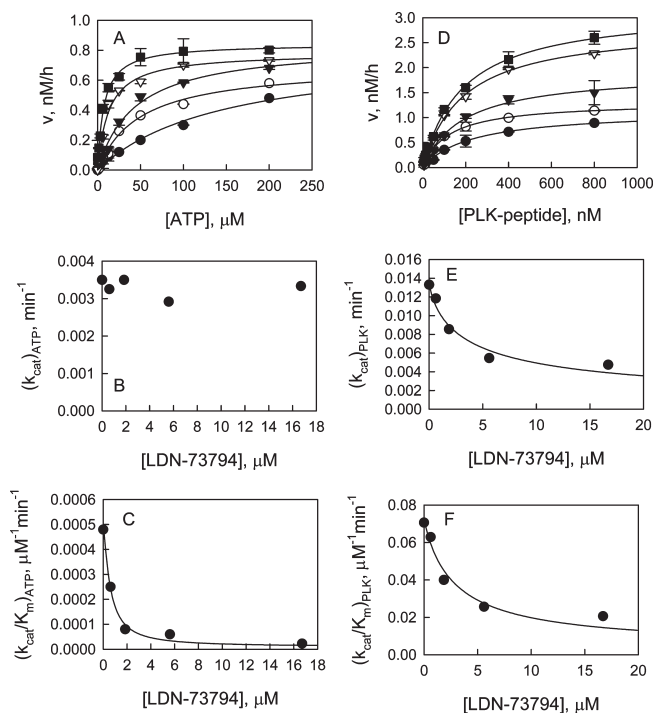 A
v, nM/h
1.0
0.8
0.6
0.4
0.2
0.0
0 50 100 150 200 250
[ATP], μM
D
v, nM/h
3.0
2.5
2.0
1.5
1.0
0.5
0.0
0 200 400 600 800 1000
[PLK-peptide], nM
B
(kcat)ATP, min-1
0.004
0.003
0.002
0.001
0.000
0 2 4 6 8 10 12 14 16 18
[LDN-73794], μM
E
(kcat)PLK, min-1
0.016
0.014
0.012
0.010
0.008
0.006
0.004
0.002
0.000
0 5 10 15 20
[LDN-73794], μM
C
(kcat/Km)ATP, μM-1min-1
0.0006
0.0005
0.0004
0.0003
0.0002
0.0001
0.0000
0 2 4 6 8 10 12 14 16 18
[LDN-73794], μM
F
(kcat/Km)PLK, μM-1min-1
0.08
0.06
0.04
0.02
0.00
0 5 10 15 20
[LDN-73794], μM